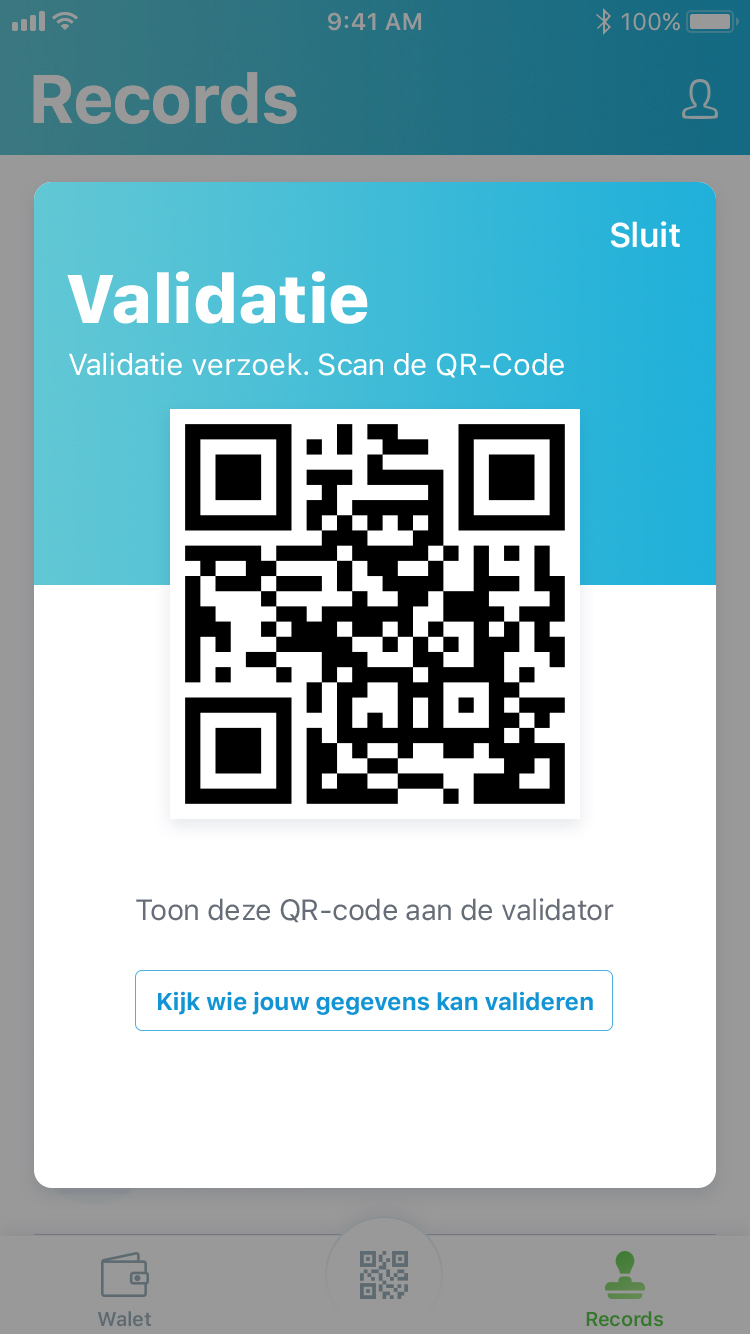 9:41 AM
100%
Records
Sluit
Validatie
Validatie verzoek. Scan de QR-Code
Toon deze QR-code aan de validator
Kijk wie jouw gegevens kan valideren
Walet
Records